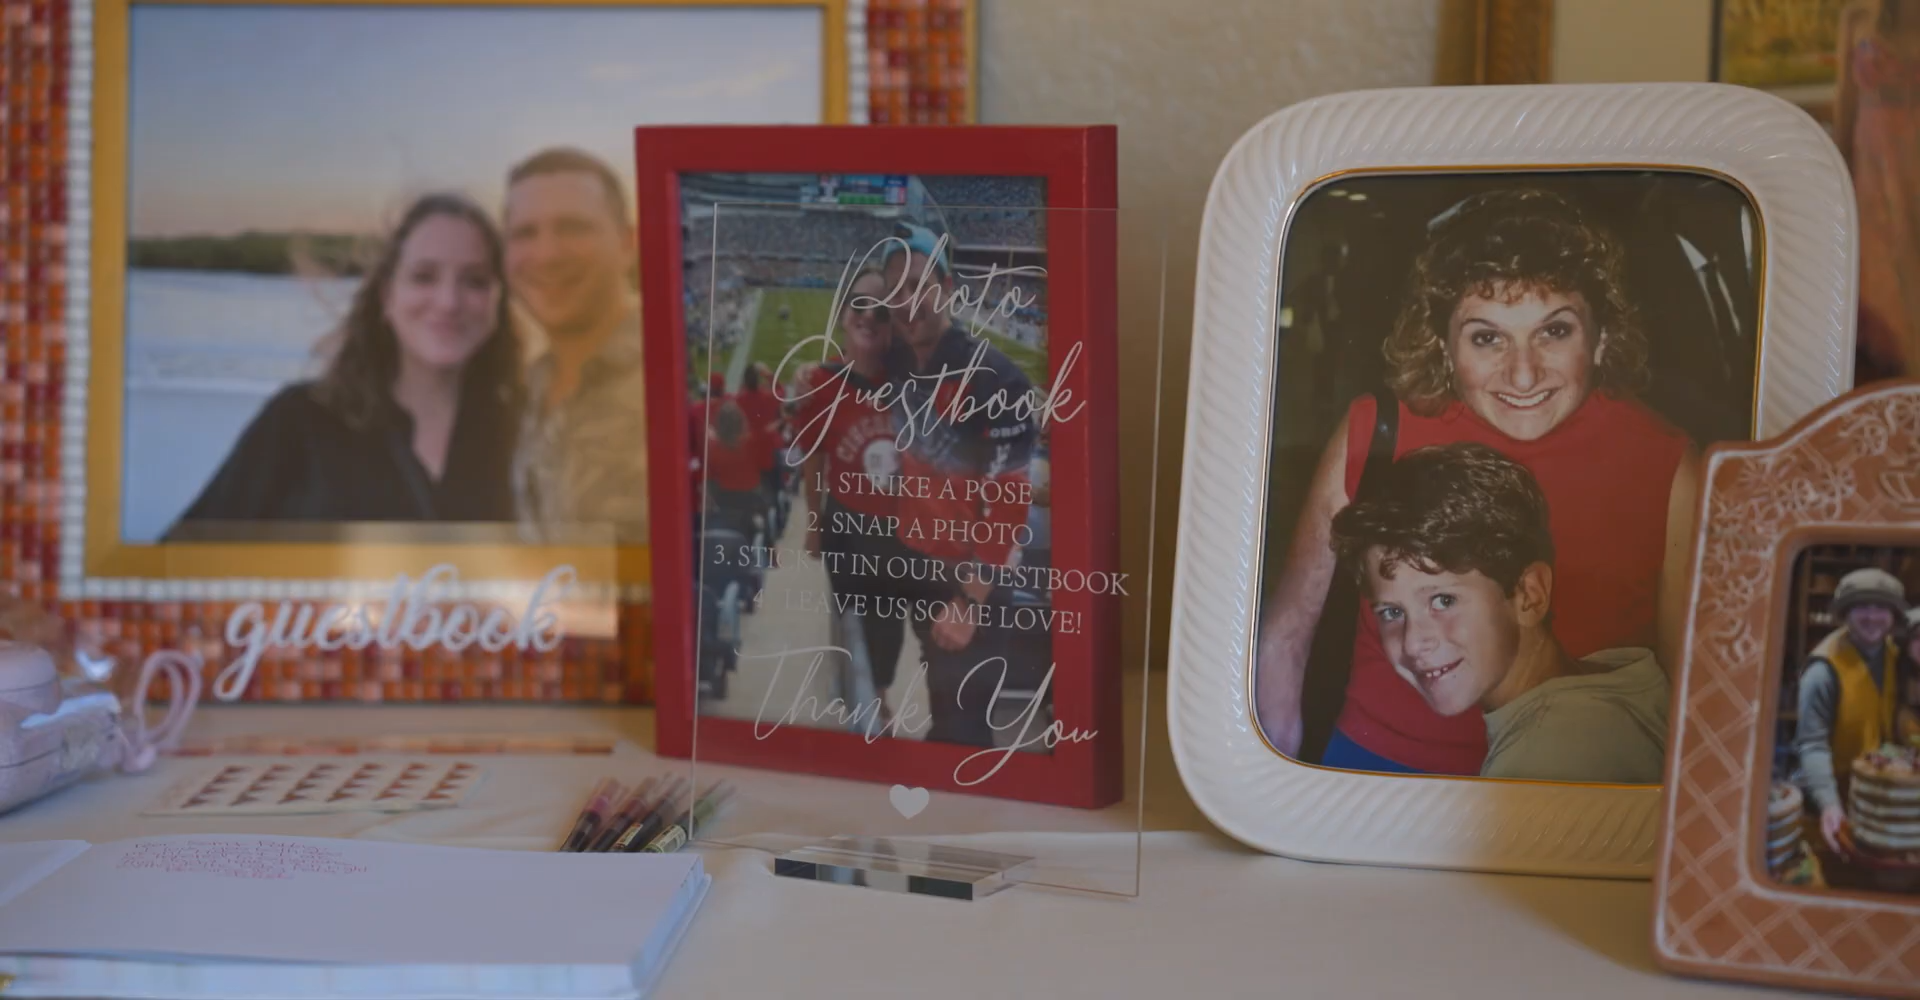 Photo
Guestbook
1. STRIKE A POSE
2. SNAP A PHOTO
3. STICK IT IN OUR GUESTBOOK
4. LEAVE US SOME LOVE!
Thank You
guestbook